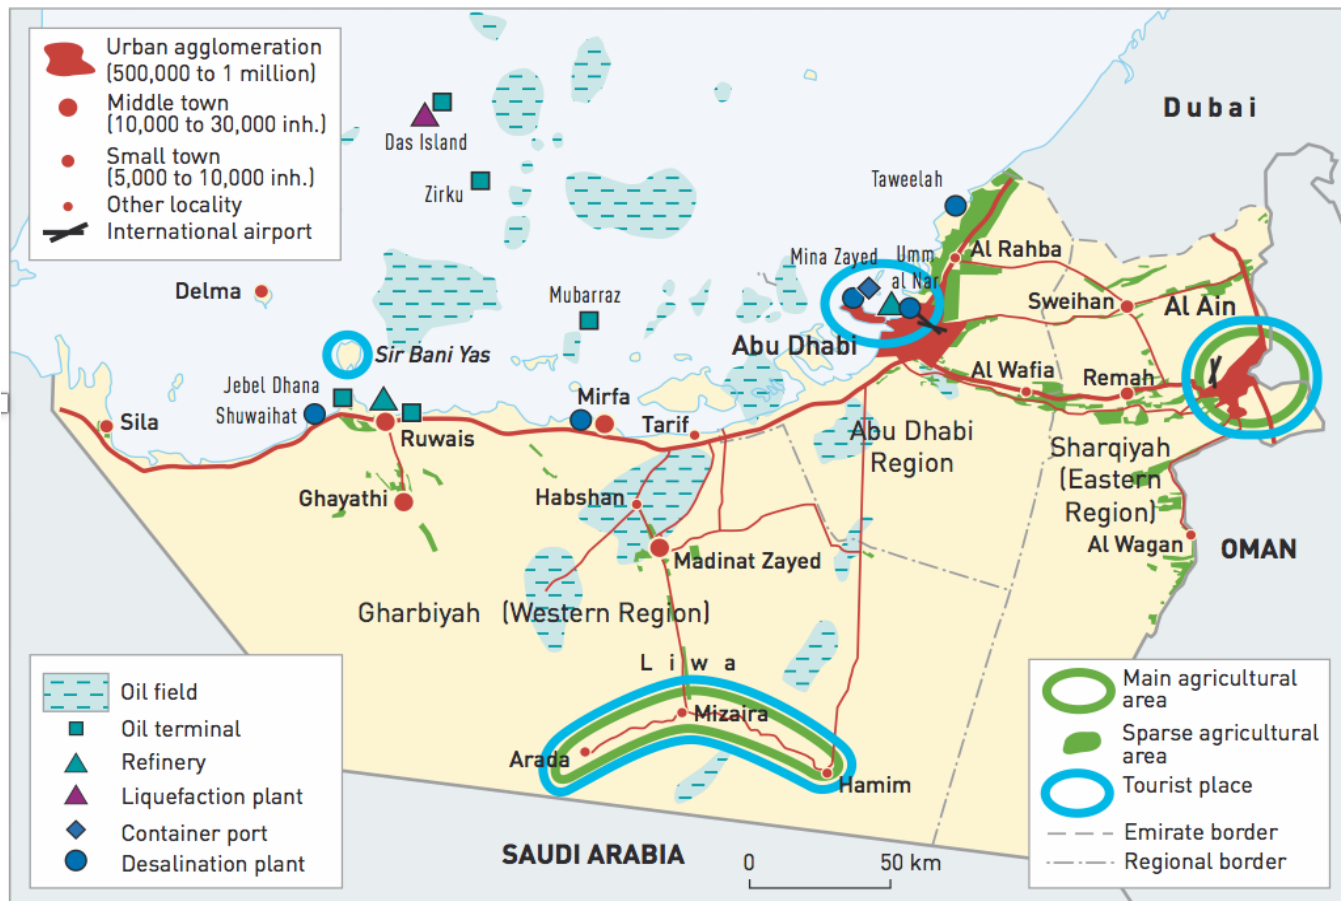 Urban agglomeration
(500,000 to 1 million)
Middle town
(10,000 to 30,000 inh.)
Small town
(5,000 to 10,000 inh.)
Other locality
International airport
Dubai
Das Island
Zirku
Taweelah
Mina Zayed
Umm
al Nar
Al Rahba
Delma
Mubarraz
Sweihan
Al Ain
Sir Bani Yas
Abu Dhabi
Jebel Dhana
Shuwaihat
Mirfa
Al Wafia
Remah
Sila
Ruwais
Tarif
Abu Dhabi
Region
Sharqiyah
(Eastern
Region)
Ghayathi
Habshan
Al Wagan
OMAN
Madinat Zayed
Gharbiyah (Western Region)
Liwa
Mizaira
Arada
Hamim
SAUDI ARABIA
0 50 km
Oil field
Oil terminal
Refinery
Liquefaction plant
Container port
Desalination plant
Main agricultural
area
Sparse agricultural
area
Tourist place
Emirate border
Regional border